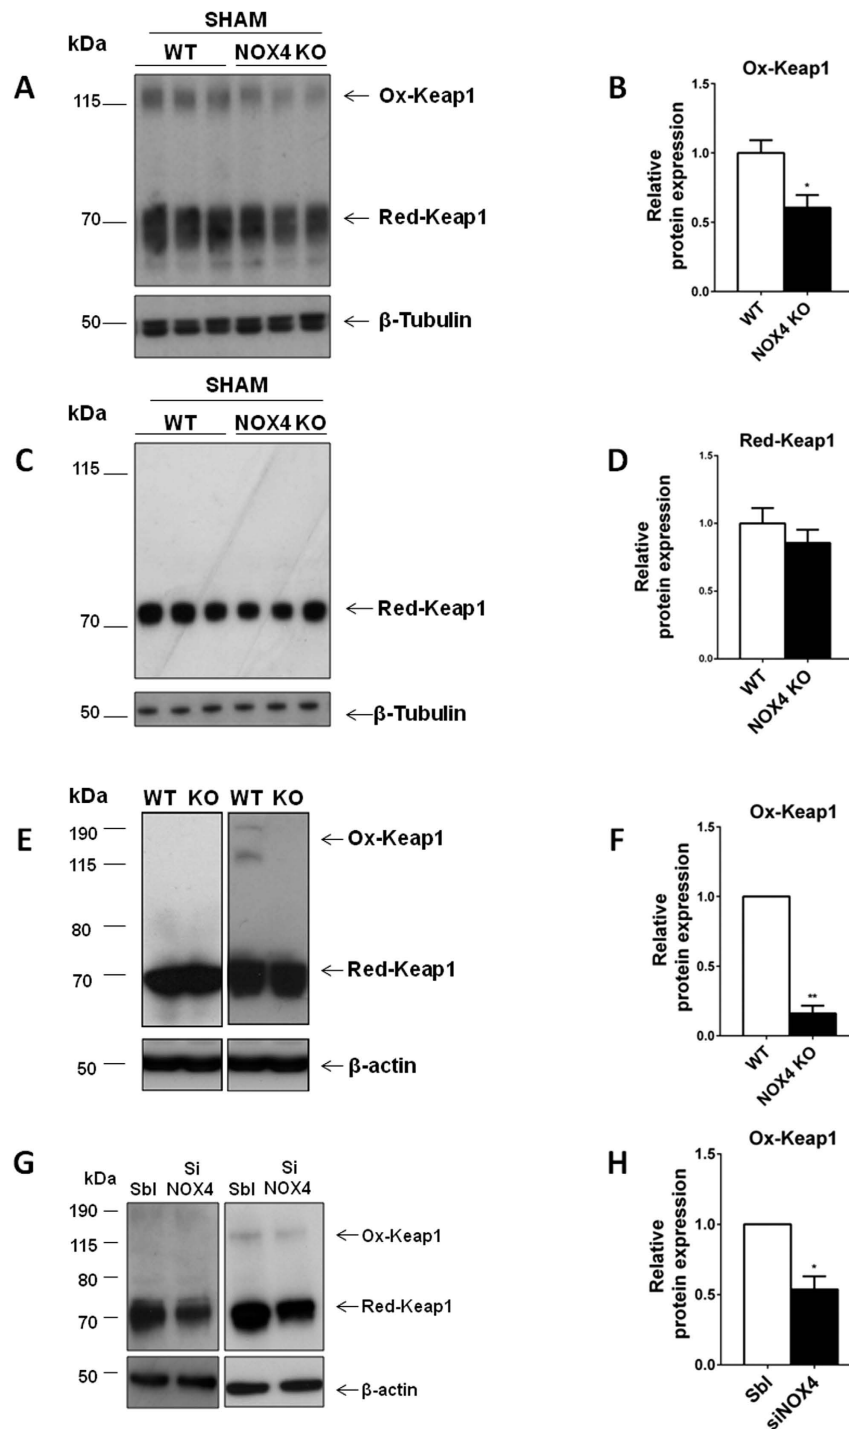 SHAM
kDa
WT NOX4 KO
A
115
Ox-Keap1
70
Red-Keap1
50
β-Tubulin
B
Ox-Keap1
Relative
protein expression
1.5
1.0
*
0.5
0.0
WT
NOX4 KO
SHAM
kDa
WT NOX4 KO
C
115
70
Red-Keap1
50
β-Tubulin
D
Red-Keap1
Relative
protein expression
1.5
1.0
0.5
0.0
WT
NOX4 KO
kDa
WT KO WT KO
E
190
Ox-Keap1
115
80
70
Red-Keap1
50
β-actin
F
Ox-Keap1
Relative
protein expression
1.5
1.0
0.5
**
0.0
WT
NOX4 KO
G
kDa
Si Si
Sbl NOX4 Sbl NOX4
190
Ox-Keap1
115
80
Red-Keap1
70
50
β-actin
H
Ox-Keap1
Relative
protein expression
1.5
1.0
*
0.5
0.0
Sbl
siNOX4